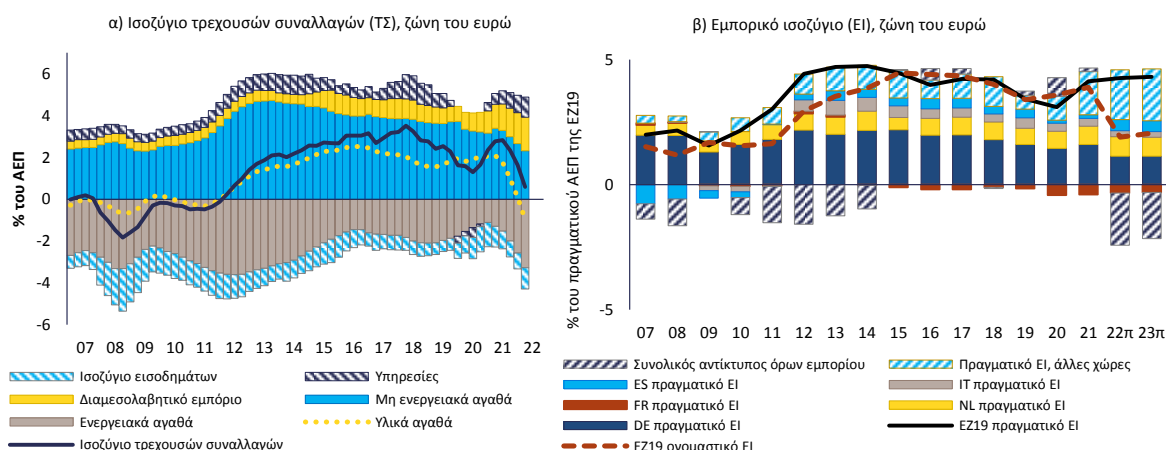 α) Ισοζύγιο τρεχουσών συναλλαγών (ΤΣ), ζώνη του ευρώ
% του ΑΕΠ
6
4
2
0
-2
-4
-6
07 08 09 10 11 12 13 14 15 16 17 18 19 20 21 22
Ισοζύγιο εισοδημάτων
Υπηρεσίες
Διαμεσολαβητικό εμπόριο
Μη ενεργειακά αγαθά
Ενεργειακά αγαθά
Υλικά αγαθά
Ισοζύγιο τρεχουσών συναλλαγών
β) Εμπορικό ισοζύγιο (ΕΙ), ζώνη του ευρώ
% του πραγματικού ΑΕΠ της ΕΖ19
5
0
-5
07 08 09 10 11 12 13 14 15 16 17 18 19 20 21 22π 23π
Συνολικός αντίκτυπος όρων εμπορίου
Πραγματικό ΕΙ, άλλες χώρες
ES πραγματικό ΕΙ
IT πραγματικό ΕΙ
FR πραγματικό ΕΙ
NL πραγματικό ΕΙ
DE πραγματικό ΕΙ
ΕΖ19 πραγματικό ΕΙ
ΕΖ19 ονομαστικό ΕΙ